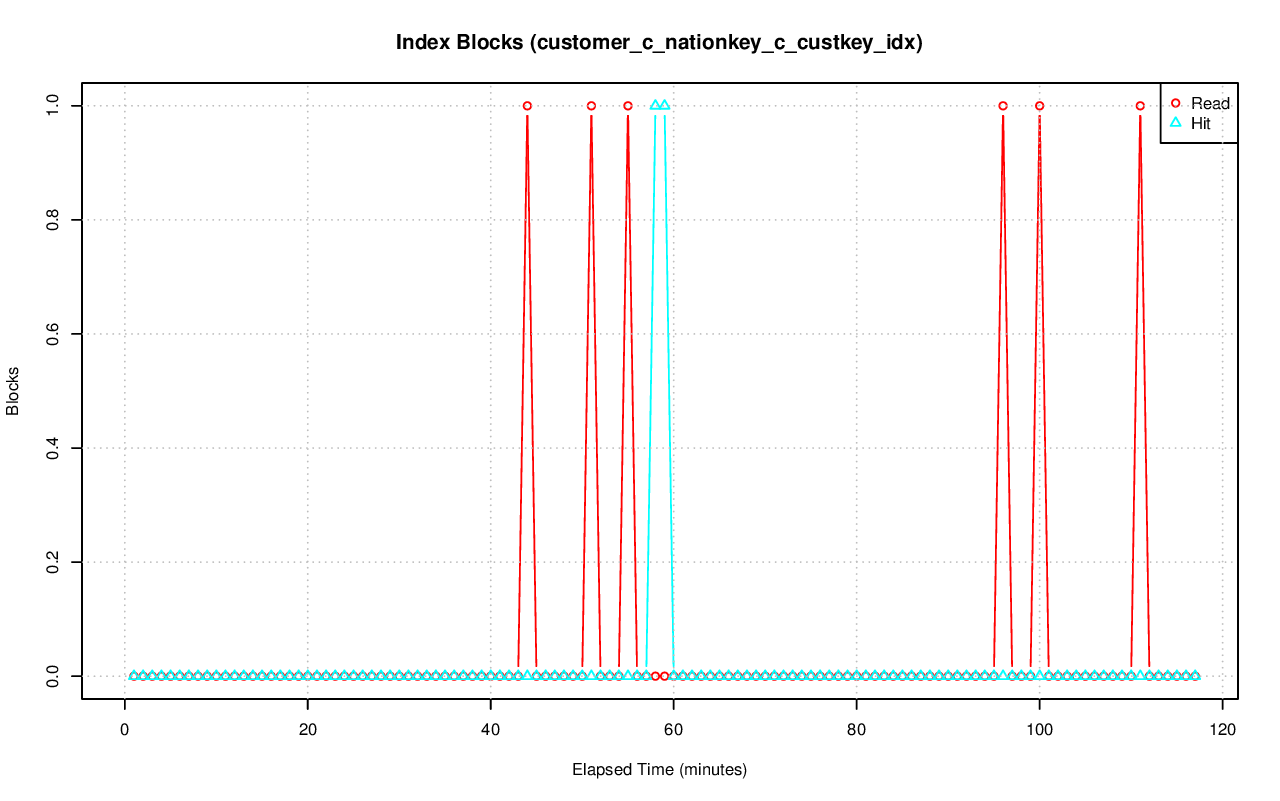 Index Blocks (customer_c_nationkey_c_custkey_idx)
Read
Hit
1.0
0.8
0.6
0.4
0.2
0.0
Blocks
0 20 40 60 80 100 120
Elapsed Time (minutes)